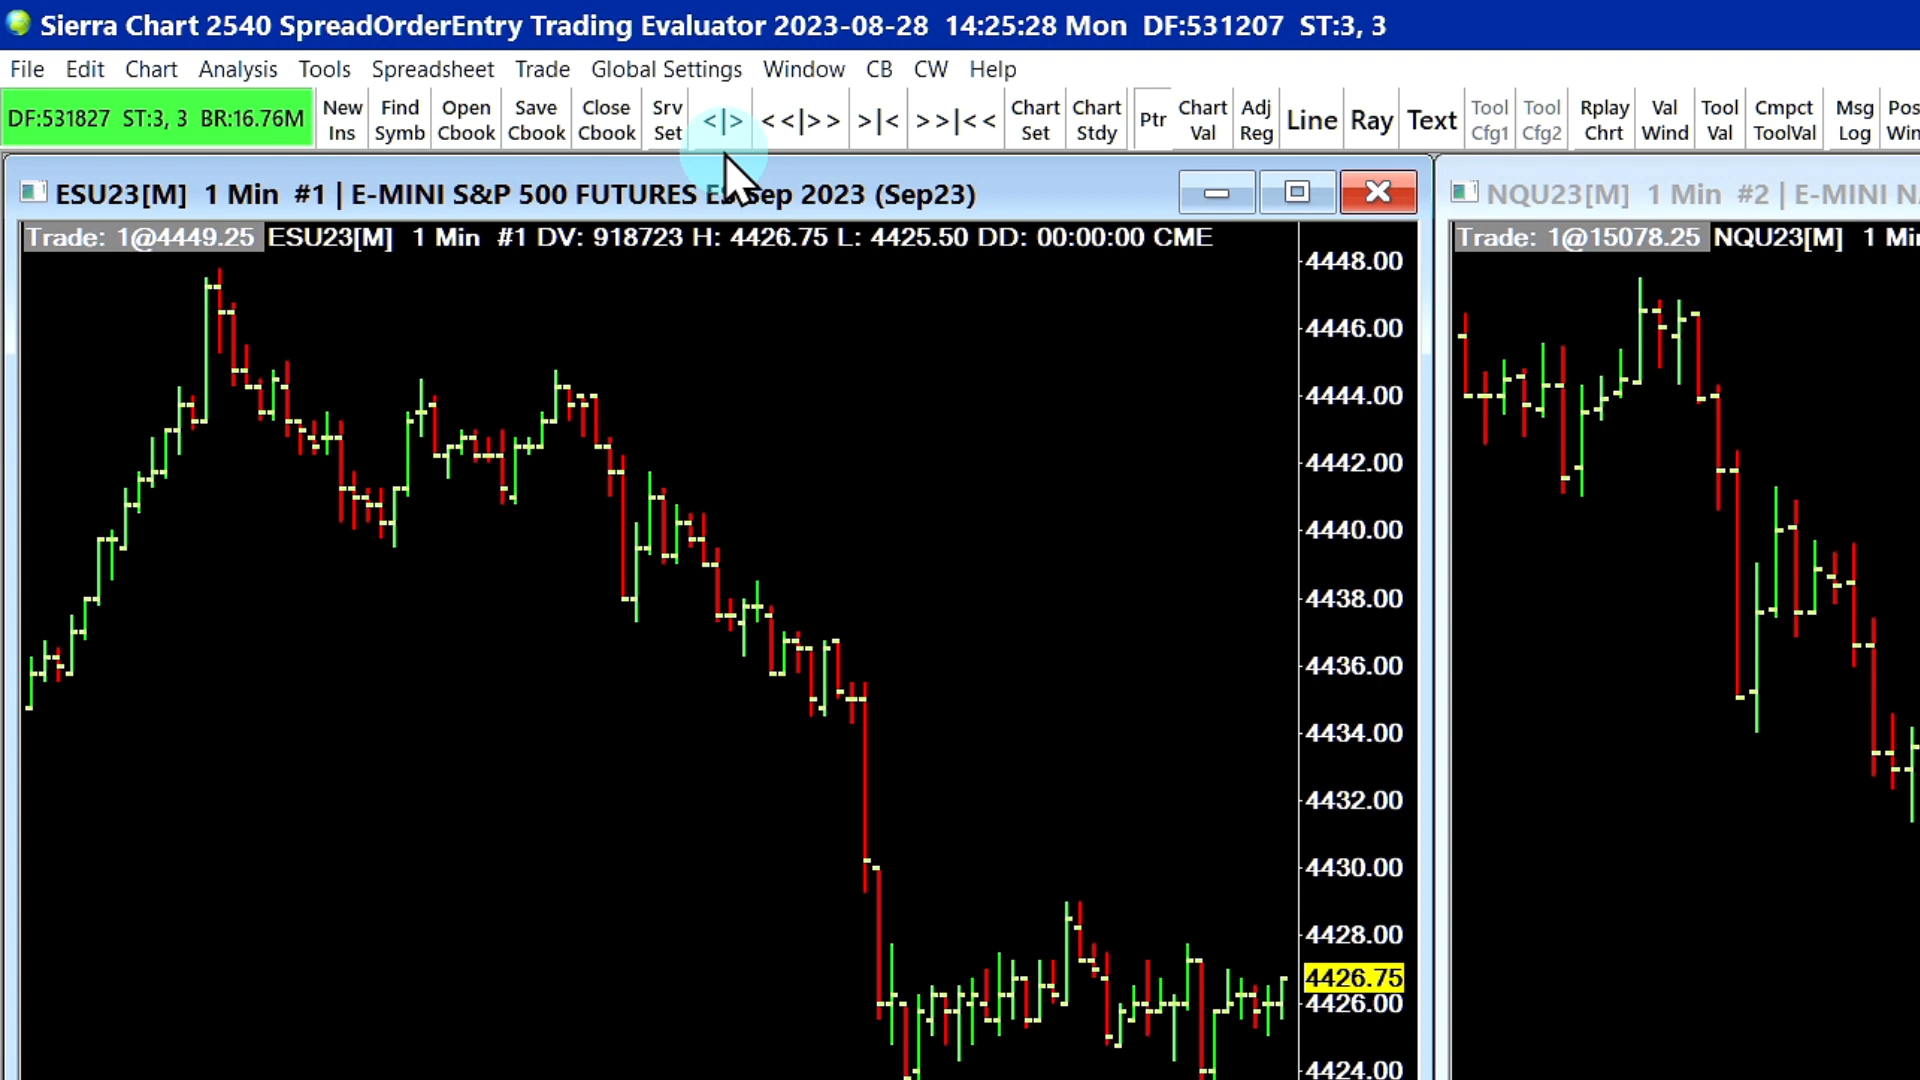 Sierra Chart 2540 SpreadOrderEntry Trading Evaluator 2023-08-28 14:25:28 Mon DF:531207 ST:3, 3
File Edit Chart Analysis Tools Spreadsheet Trade Global Settings Window CB CW Help
DF:531827 ST:3, 3 BR:16.76M
New Ins
Find Symb
Open Cbook
Save Cbook
Close Cbook
Srv Set
<|>
<<|>>
>|<
>>|<<
Chart Set
Chart Stdy
Ptr
Chart Val
Adj Reg
Line
Ray
Text
Tool Cfg1
Tool Cfg2
Rplay Chrt
Val Wind
Tool Val
Cmpct ToolVal
Msg Log
Pos
ESU23[M] 1 Min #1 | E-MINI S&P 500 FUTURES Sep 2023 (Sep23)
NQU23[M] 1 Min #2 | E-MINI
Trade: 1@4449.25 ESU23[M] 1 Min #1 DV: 918723 H: 4426.75 L: 4425.50 DD: 00:00:00 CME
Trade: 1@15078.25 NQU23[M] 1
4448.00
4446.00
4444.00
4442.00
4440.00
4438.00
4436.00
4434.00
4432.00
4430.00
4428.00
4426.75
4426.00
4424.00